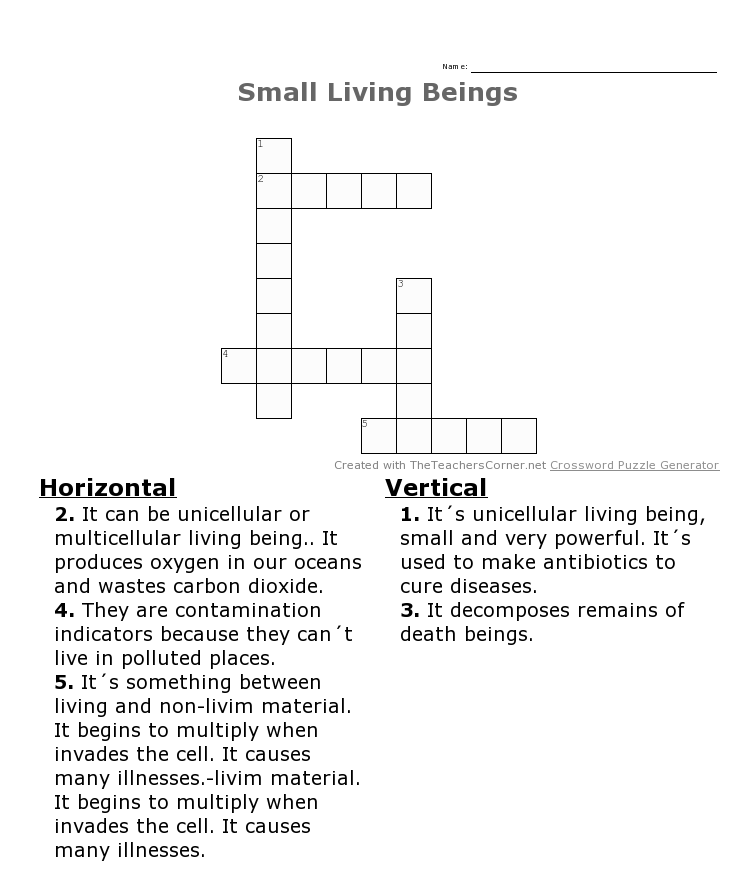 Name:
Small Living Beings
1
2
3
4
5
Created with TheTeachersCorner.net Crossword Puzzle Generator
Horizontal
2. It can be unicellular or
multicellular living being.. It
produces oxygen in our oceans
and wastes carbon dioxide.
4. They are contamination
indicators because they can´t
live in polluted places.
5. It´s something between
living and non-livim material.
It begins to multiply when
invades the cell. It causes
many illnesses.-livim material.
It begins to multiply when
invades the cell. It causes
many illnesses.
Vertical
1. It´s unicellular living being,
small and very powerful. It´s
used to make antibiotics to
cure diseases.
3. It decomposes remains of
death beings.